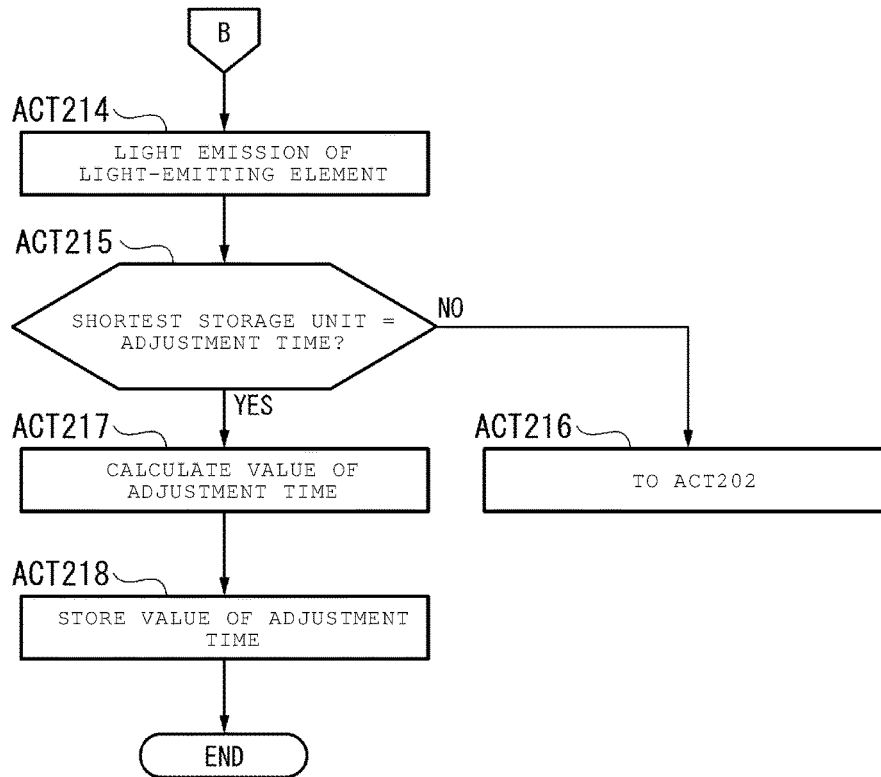 B
ACT214
LIGHT EMISSION OF
LIGHT-EMITTING ELEMENT
ACT215
SHORTEST STORAGE UNIT =
ADJUSTMENT TIME?
NO
YES
ACT217
CALCULATE VALUE OF
ADJUSTMENT TIME
ACT216
TO ACT202
ACT218
STORE VALUE OF ADJUSTMENT
TIME
END